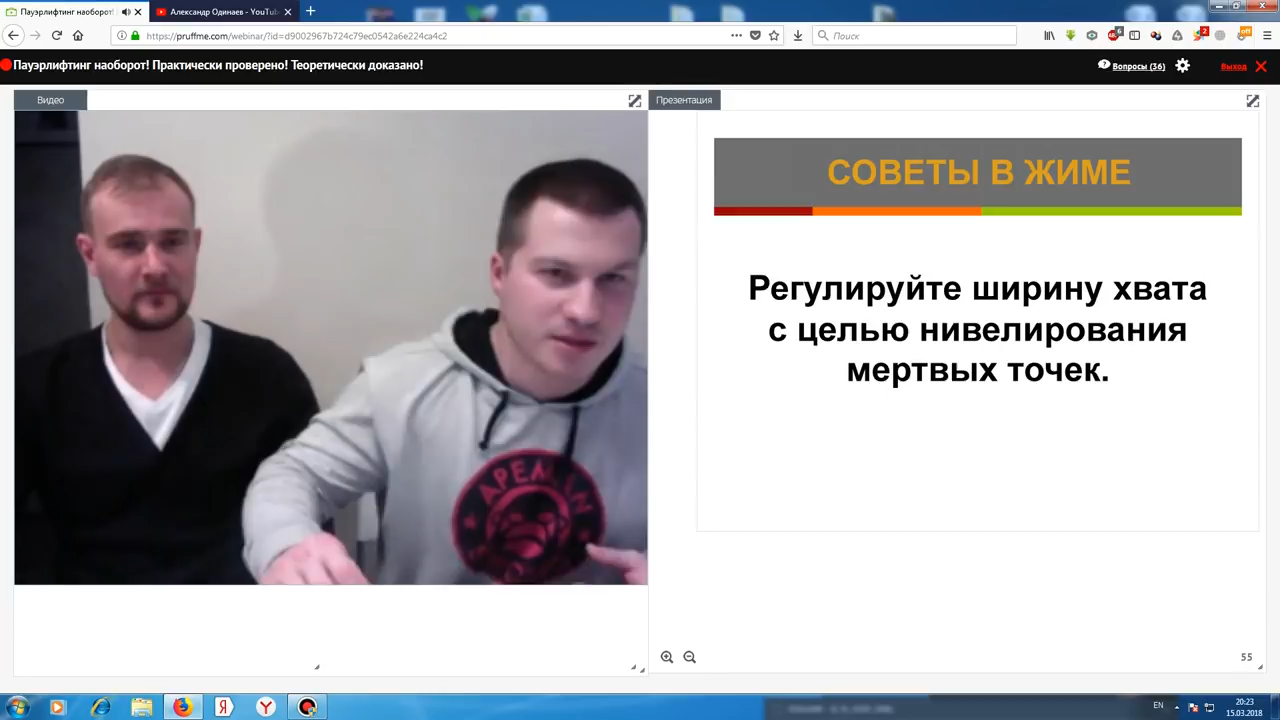 Пауэрлифтинг наоборот!
Александр Одинаев - YouTub
https://pruffme.com/webinar/?id=d9002967b724c79ec0542a6e224ca4c2
Поиск
Пауэрлифтинг наоборот! Практически проверено! Теоретически доказано!
Вопросы (36)
Выход
Видео
Презентация
СОВЕТЫ В ЖИМЕ
Регулируйте ширину хвата
с целью нивелирования
мертвых точек.
55
EN
20:23
15.03.2018